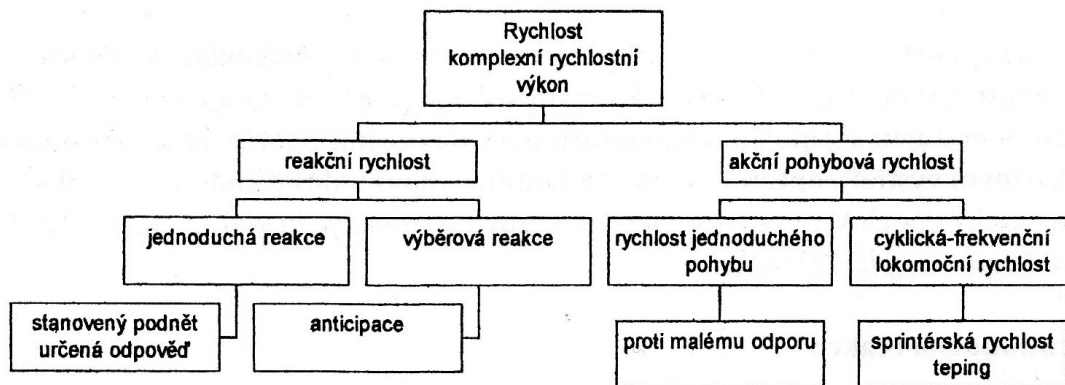 Rychlost
komplexní rychlostní
výkon
reakční rychlost
akční pohybová rychlost
jednoduchá reakce
výběrová reakce
rychlost jednoduchého
pohybu
cyklická-frekvenční
lokomoční rychlost
stanovený podnět
určená odpověď
anticipace
proti malému odporu
sprintérská rychlost
teping